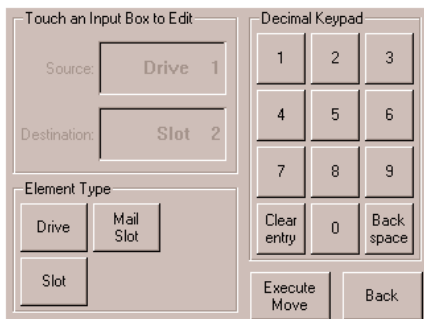 Touch an Input Box to Edit
Source: Drive 1
Destination: Slot 2
Element Type
Drive
Mail
Slot
Slot
Decimal Keypad
1 2 3
4 5 6
7 8 9
Clear
entry
0
Back
space
Execute
Move
Back